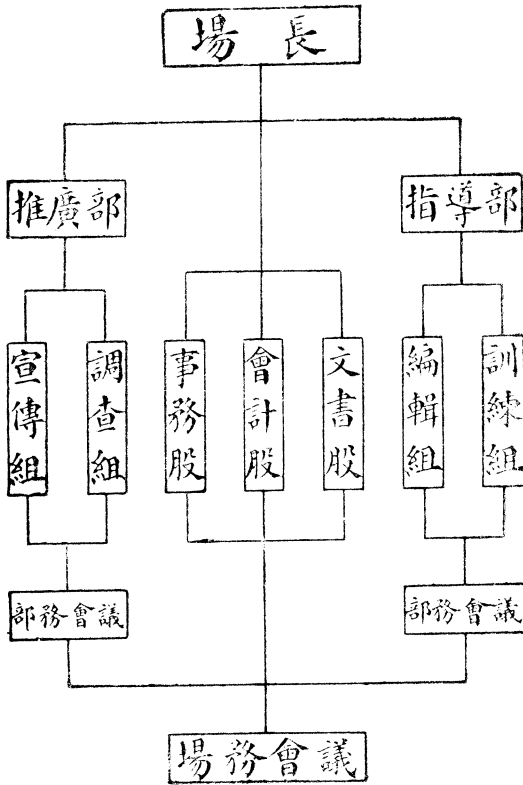 場長
推廣部
指導部
宣傳組
調查組
事務股
會計股
文書股
編輯組
訓練組
部務會議
部務會議
場務會議